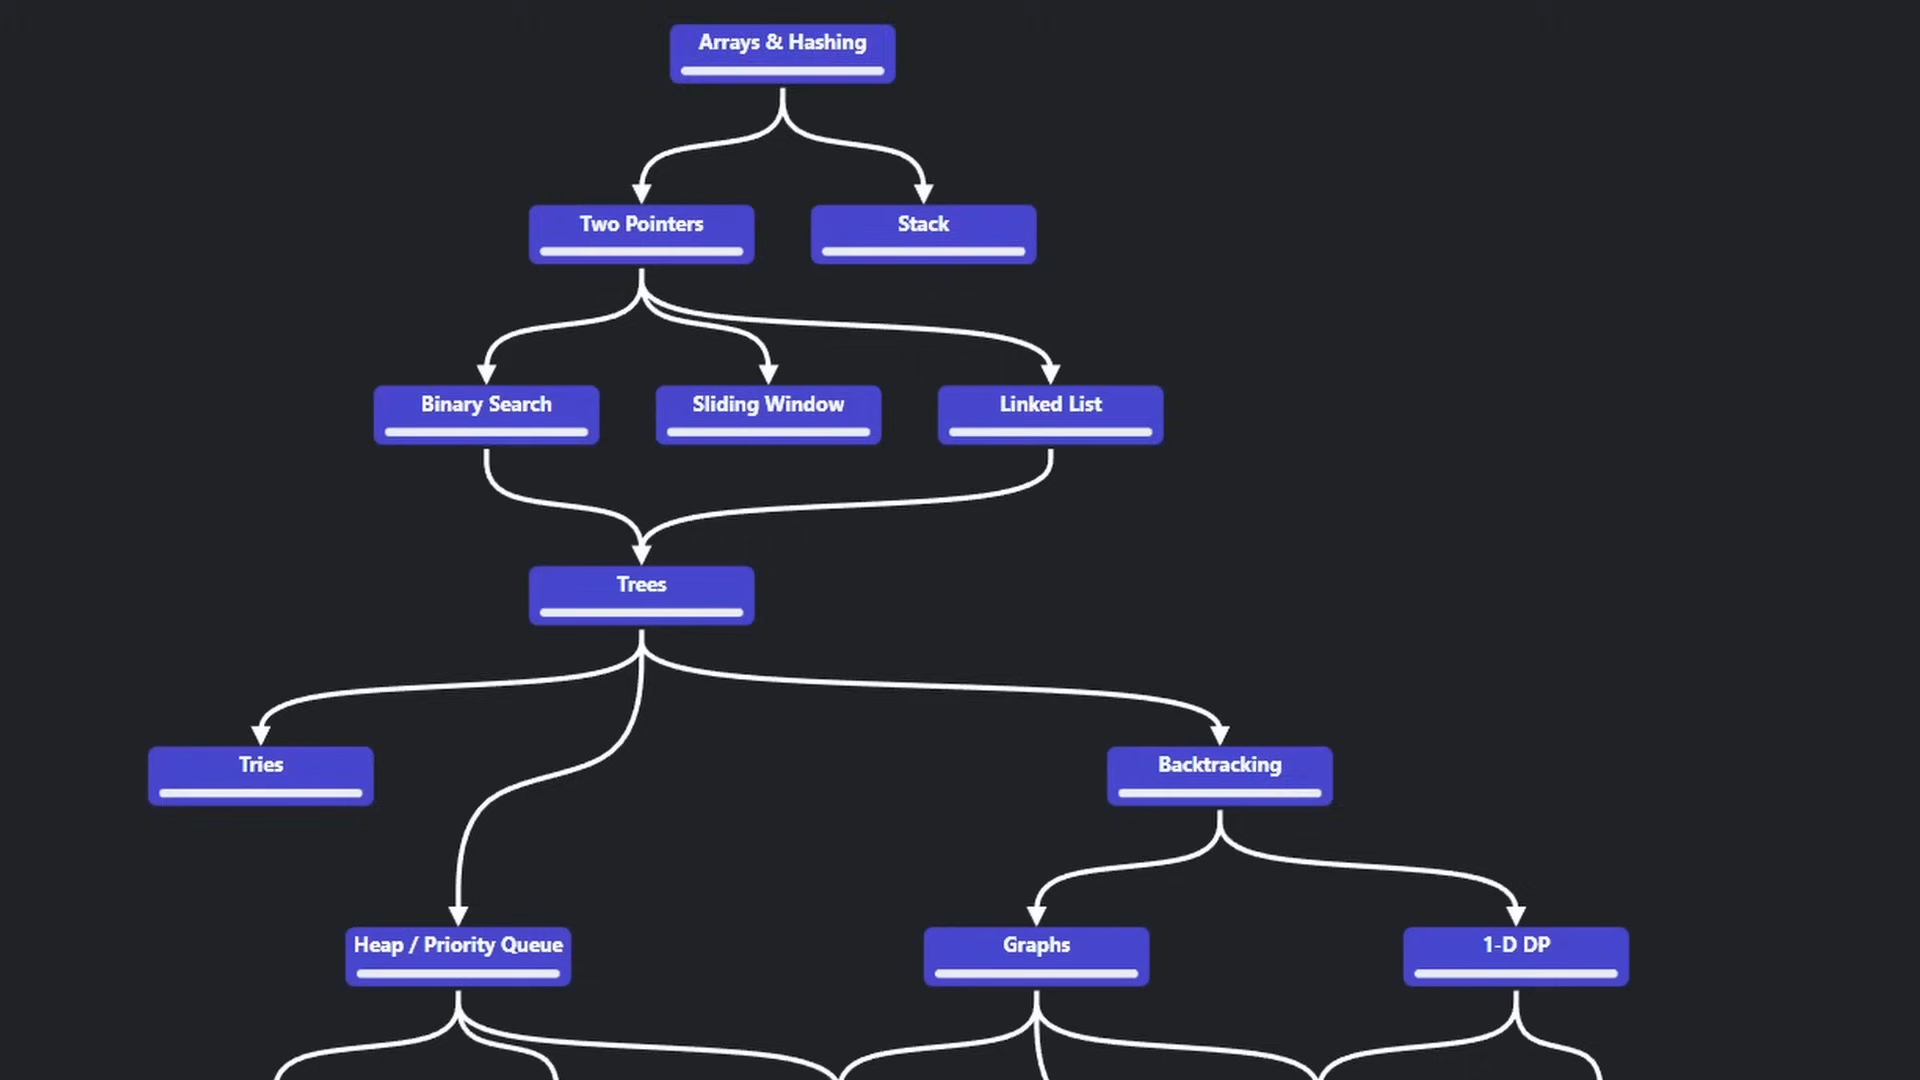 Arrays & Hashing
Two Pointers
Stack
Binary Search
Sliding Window
Linked List
Trees
Tries
Backtracking
Heap / Priority Queue
Graphs
1-D DP